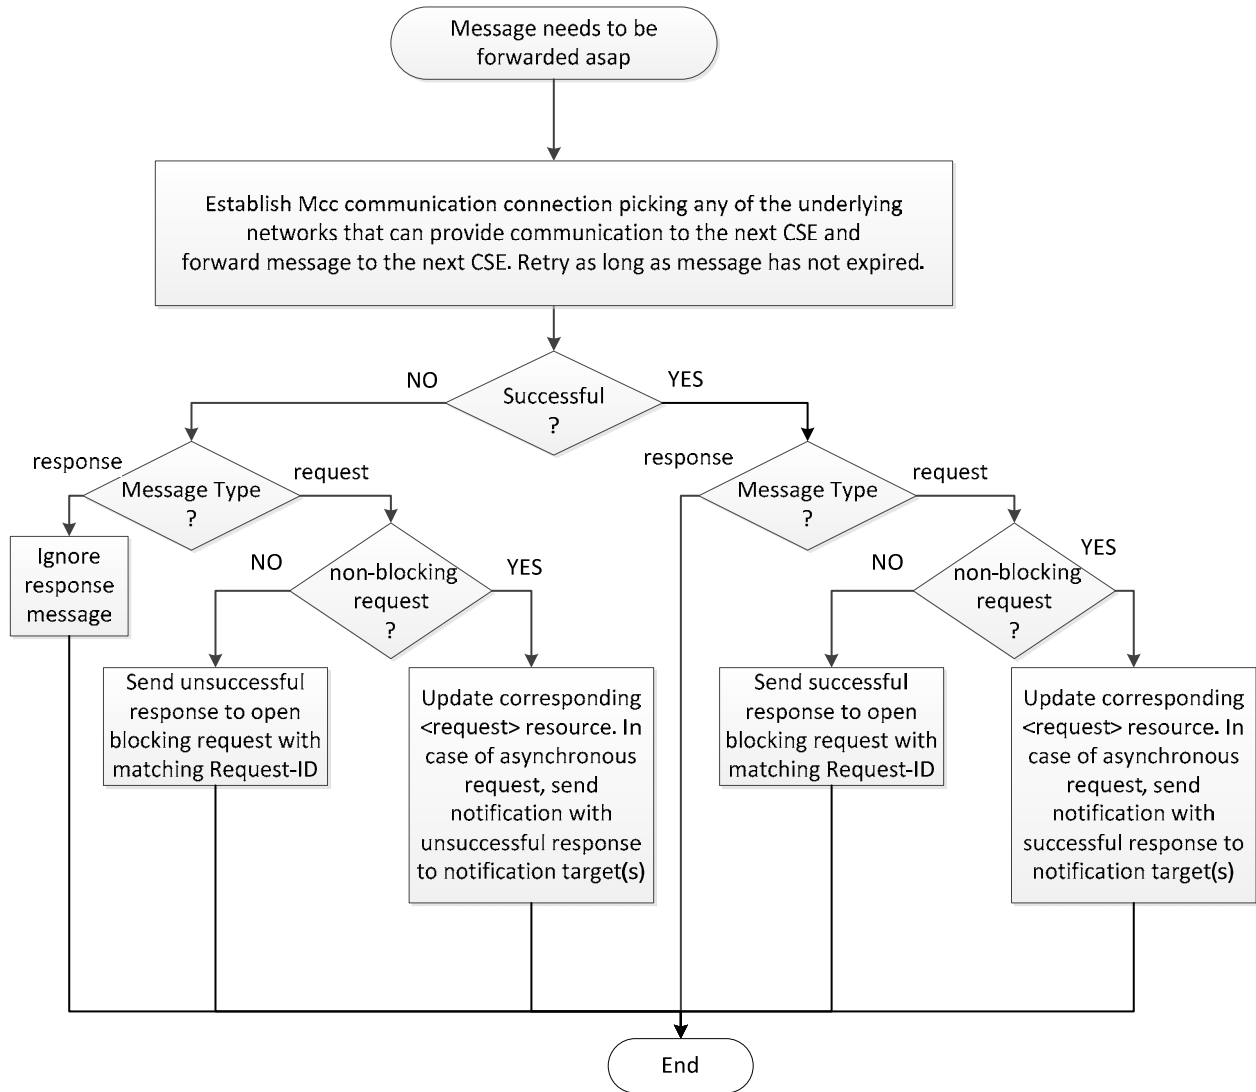 Message needs to be
forwarded asap
Establish Mcc communication connection picking any of the underlying
networks that can provide communication to the next CSE and
forward message to the next CSE. Retry as long as message has not expired.
NO
YES
Successful
?
response
request
Message Type
?
response
request
Message Type
?
Ignore
response
message
NO
YES
non-blocking
request
?
NO
YES
non-blocking
request
?
Send unsuccessful
response to open
blocking request with
matching Request-ID
Update corresponding
<request> resource. In
case of asynchronous
request, send
notification with
unsuccessful response
to notification target(s)
Send successful
response to open
blocking request with
matching Request-ID
Update corresponding
<request> resource. In
case of asynchronous
request, send
notification with
successful response to
notification target(s)
End